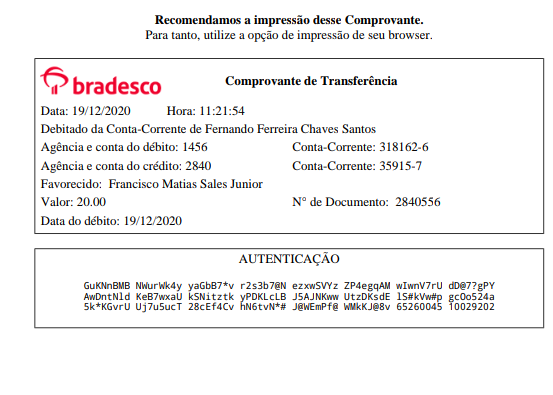 Recomendamos a impressão desse Comprovante.
Para tanto, utilize a opção de impressão de seu browser.
bradesco
Comprovante de Transferência
Data: 19/12/2020 Hora: 11:21:54
Debitado da Conta-Corrente de Fernando Ferreira Chaves Santos
Agência e conta do débito: 1456 Conta-Corrente: 318162-6
Agência e conta do crédito: 2840 Conta-Corrente: 35915-7
Favorecido: Francisco Matias Sales Junior
Valor: 20.00 N° de Documento: 2840556
Data do débito: 19/12/2020
AUTENTICAÇÃO
GuKNnBMB NWurWk4y yaGbB7*v r2s3b7@N ezxwSVYz ZP4egqAM wIwnV7rU dD@7?gPY
AwDntNld KeB7wxaU kSNitztk yPDKLcLB J5AJNKww UtzDKsdE lS#kVw#p gcOo524a
5k*KGvrU Uj7u5ucT 28cEf4Cv hN6tvN*# J@WEmPf@ WMkKJ@8v 65260045 10029202